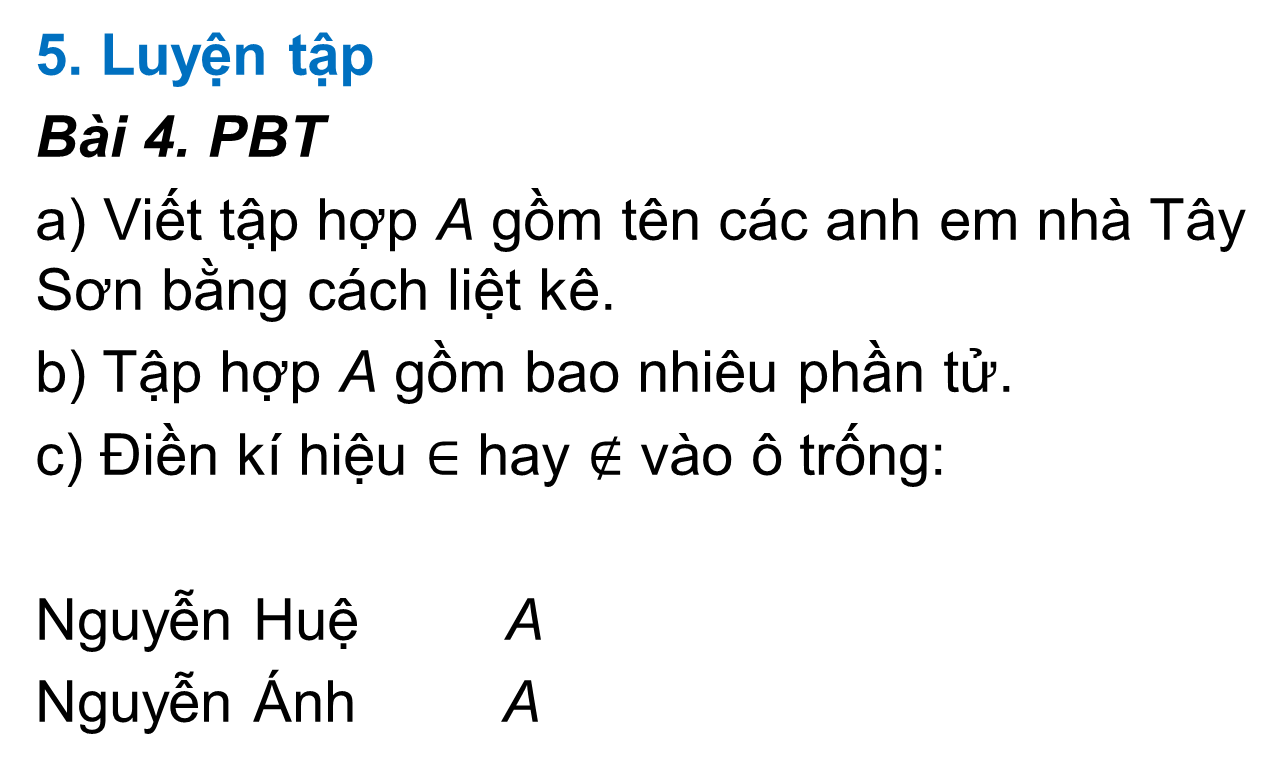 5. Luyện tập
Bài 4. PBT
a) Viết tập hợp A gồm tên các anh em nhà Tây
Sơn bằng cách liệt kê.
b) Tập hợp A gồm bao nhiêu phần tử.
c) Điền kí hiệu ∈ hay ∉ vào ô trống:
Nguyễn Huệ A
Nguyễn Ánh A